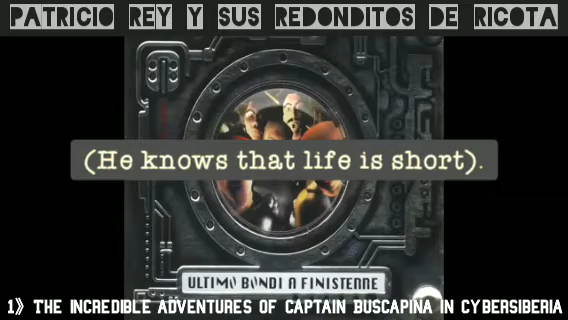 PATRICIO REY Y SUS REDONDITOS DE RICOTA
(He knows that life is short).
ULTIMO BONDI A FINISTERRE
1》 THE INCREDIBLE ADVENTURES OF CAPTAIN BUSCAPINA IN CYBERSIBERIA